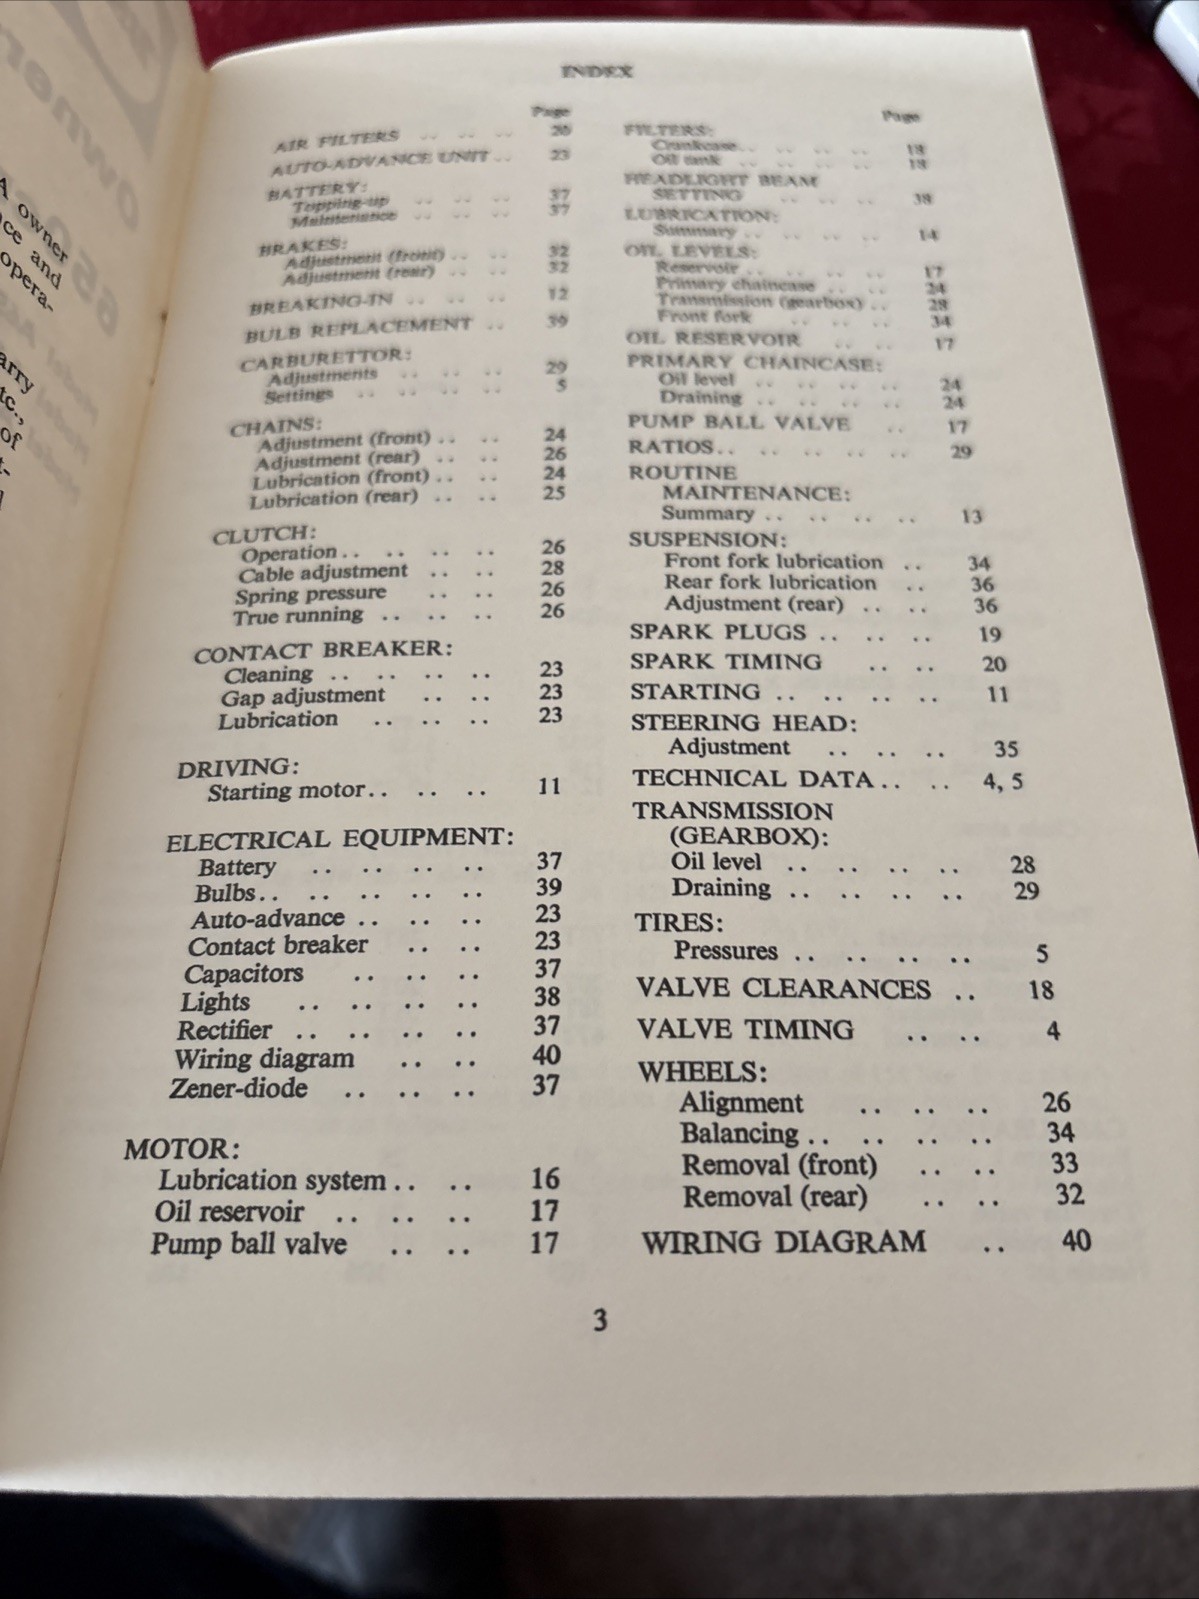 A owner
ce and
opera-
arry
tc.,
of
t-
INDEX
Page
AIR FILTERS .. .. .. 20
AUTO-ADVANCE UNIT .. 23
BATTERY:
Topping-up .. .. .. 37
Maintenance .. .. .. 37
BRAKES:
Adjustment (front) .. .. 32
Adjustment (rear) .. .. 32
BREAKING-IN .. .. .. 12
BULB REPLACEMENT .. 39
CARBURETTOR:
Adjustments .. .. .. 29
Settings .. .. .. .. 5
CHAINS:
Adjustment (front) .. .. 24
Adjustment (rear) .. .. 26
Lubrication (front) .. .. 24
Lubrication (rear) .. .. 25
CLUTCH:
Operation .. .. .. .. 26
Cable adjustment .. .. 28
Spring pressure .. .. 26
True running .. .. .. 26
CONTACT BREAKER:
Cleaning .. .. .. .. 23
Gap adjustment .. .. 23
Lubrication .. .. .. 23
DRIVING:
Starting motor .. .. .. 11
ELECTRICAL EQUIPMENT:
Battery .. .. .. .. 37
Bulbs .. .. .. .. .. 39
Auto-advance .. .. .. 23
Contact breaker .. .. 23
Capacitors .. .. .. 37
Lights .. .. .. .. 38
Rectifier .. .. .. .. 37
Wiring diagram .. .. 40
Zener-diode .. .. .. 37
MOTOR:
Lubrication system .. .. 16
Oil reservoir .. .. .. 17
Pump ball valve .. .. 17
Page
FILTERS:
Crankcase .. .. .. .. 18
Oil tank .. .. .. .. 18
HEADLIGHT BEAM
SETTING .. .. .. 38
LUBRICATION:
Summary .. .. .. .. 14
OIL LEVELS:
Reservoir .. .. .. .. 17
Primary chaincase .. .. 24
Transmission (gearbox) .. 28
Front fork .. .. .. 34
OIL RESERVOIR .. .. 17
PRIMARY CHAINCASE:
Oil level .. .. .. .. 24
Draining .. .. .. .. 24
PUMP BALL VALVE .. 17
RATIOS .. .. .. .. .. 29
ROUTINE
MAINTENANCE:
Summary .. .. .. .. 13
SUSPENSION:
Front fork lubrication .. 34
Rear fork lubrication .. 36
Adjustment (rear) .. .. 36
SPARK PLUGS .. .. .. 19
SPARK TIMING .. .. 20
STARTING .. .. .. .. 11
STEERING HEAD:
Adjustment .. .. .. 35
TECHNICAL DATA .. .. 4, 5
TRANSMISSION
(GEARBOX):
Oil level .. .. .. .. 28
Draining .. .. .. .. 29
TIRES:
Pressures .. .. .. .. 5
VALVE CLEARANCES .. 18
VALVE TIMING .. .. 4
WHEELS:
Alignment .. .. .. 26
Balancing .. .. .. .. 34
Removal (front) .. .. 33
Removal (rear) .. .. 32
WIRING DIAGRAM .. 40
3